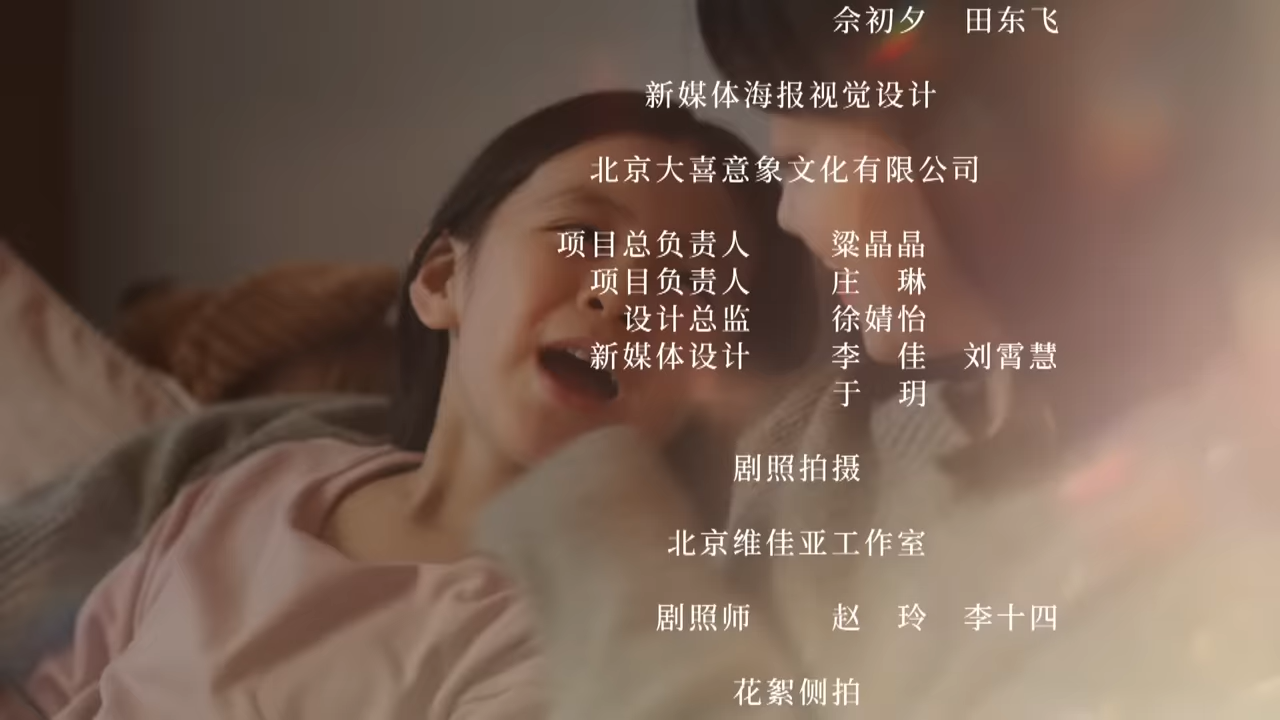 佘初夕 田东飞
新媒体海报视觉设计
北京大喜意象文化有限公司
项目总负责人 梁晶晶
项目负责人 庄 琳
设计总监 徐婧怡
新媒体设计 李 佳 刘霄慧
于 玥
剧照拍摄
北京维佳亚工作室
剧照师 赵 玲 李十四
花絮侧拍